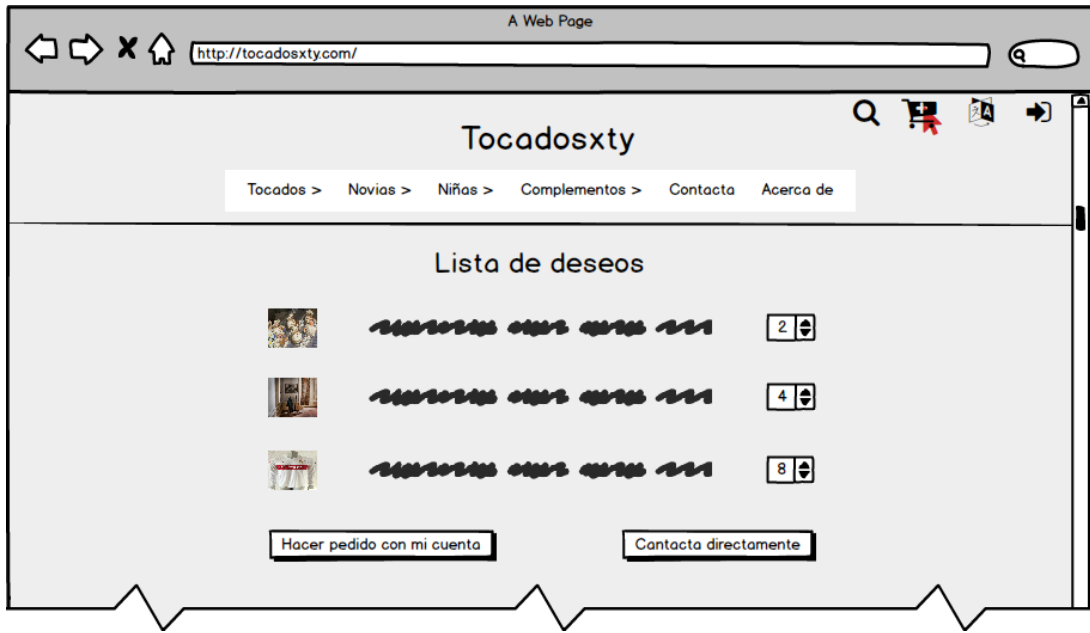 A Web Page
http://tocadosxty.com/
Tocadosxty
Tocados > Novias > Niñas > Complementos > Contacta Acerca de
Lista de deseos
2
4
8
Hacer pedido con mi cuenta Cantacta directamente